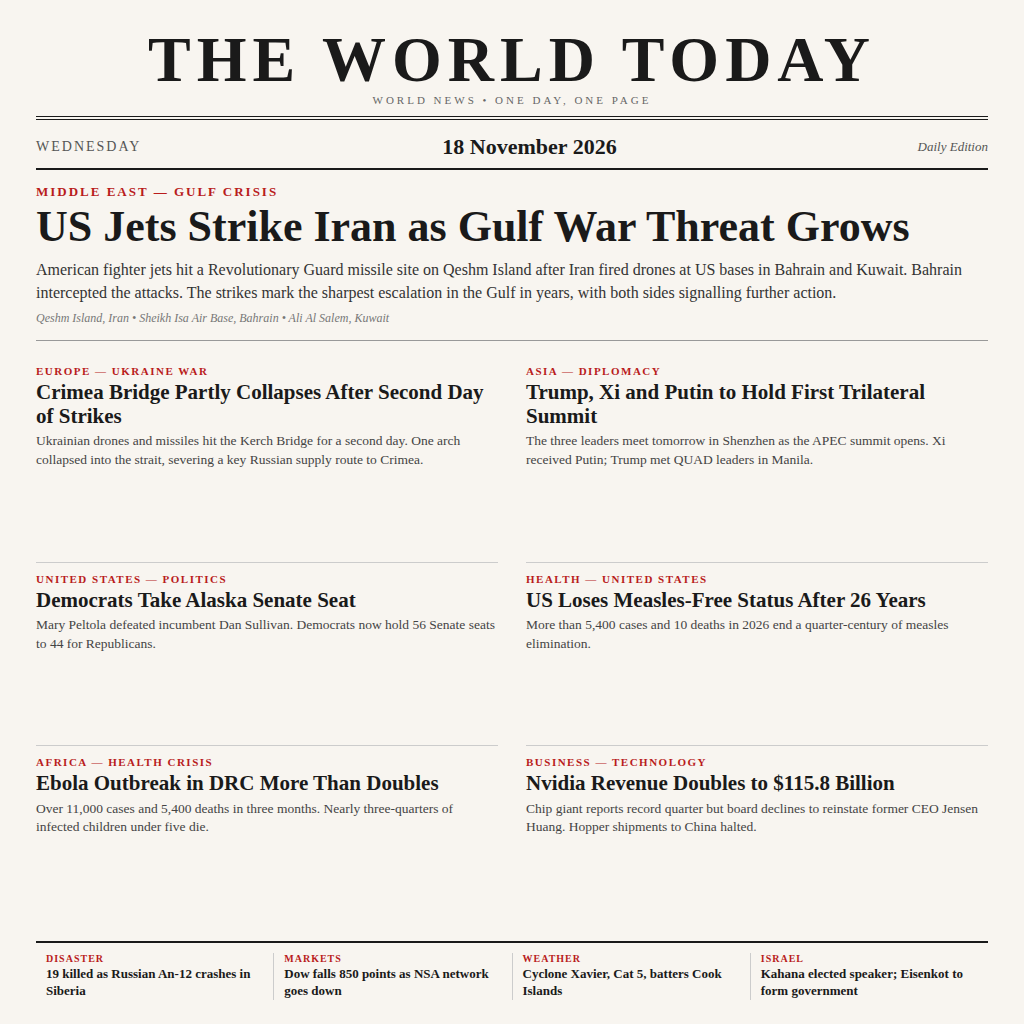 THE WORLD TODAY
WORLD NEWS • ONE DAY, ONE PAGE
WEDNESDAY
18 November 2026
Daily Edition
MIDDLE EAST — GULF CRISIS
US Jets Strike Iran as Gulf War Threat Grows
American fighter jets hit a Revolutionary Guard missile site on Qeshm Island after Iran fired drones at US bases in Bahrain and Kuwait. Bahrain
intercepted the attacks. The strikes mark the sharpest escalation in the Gulf in years, with both sides signalling further action.
Qeshm Island, Iran • Sheikh Isa Air Base, Bahrain • Ali Al Salem, Kuwait
EUROPE — UKRAINE WAR
Crimea Bridge Partly Collapses After Second Day
of Strikes
Ukrainian drones and missiles hit the Kerch Bridge for a second day. One arch
collapsed into the strait, severing a key Russian supply route to Crimea.
ASIA — DIPLOMACY
Trump, Xi and Putin to Hold First Trilateral
Summit
The three leaders meet tomorrow in Shenzhen as the APEC summit opens. Xi
received Putin; Trump met QUAD leaders in Manila.
UNITED STATES — POLITICS
Democrats Take Alaska Senate Seat
Mary Peltola defeated incumbent Dan Sullivan. Democrats now hold 56 Senate seats
to 44 for Republicans.
HEALTH — UNITED STATES
US Loses Measles-Free Status After 26 Years
More than 5,400 cases and 10 deaths in 2026 end a quarter-century of measles
elimination.
AFRICA — HEALTH CRISIS
Ebola Outbreak in DRC More Than Doubles
Over 11,000 cases and 5,400 deaths in three months. Nearly three-quarters of
infected children under five die.
BUSINESS — TECHNOLOGY
Nvidia Revenue Doubles to $115.8 Billion
Chip giant reports record quarter but board declines to reinstate former CEO Jensen
Huang. Hopper shipments to China halted.
DISASTER
19 killed as Russian An-12 crashes in
Siberia
MARKETS
Dow falls 850 points as NSA network
goes down
WEATHER
Cyclone Xavier, Cat 5, batters Cook
Islands
ISRAEL
Kahana elected speaker; Eisenkot to
form government